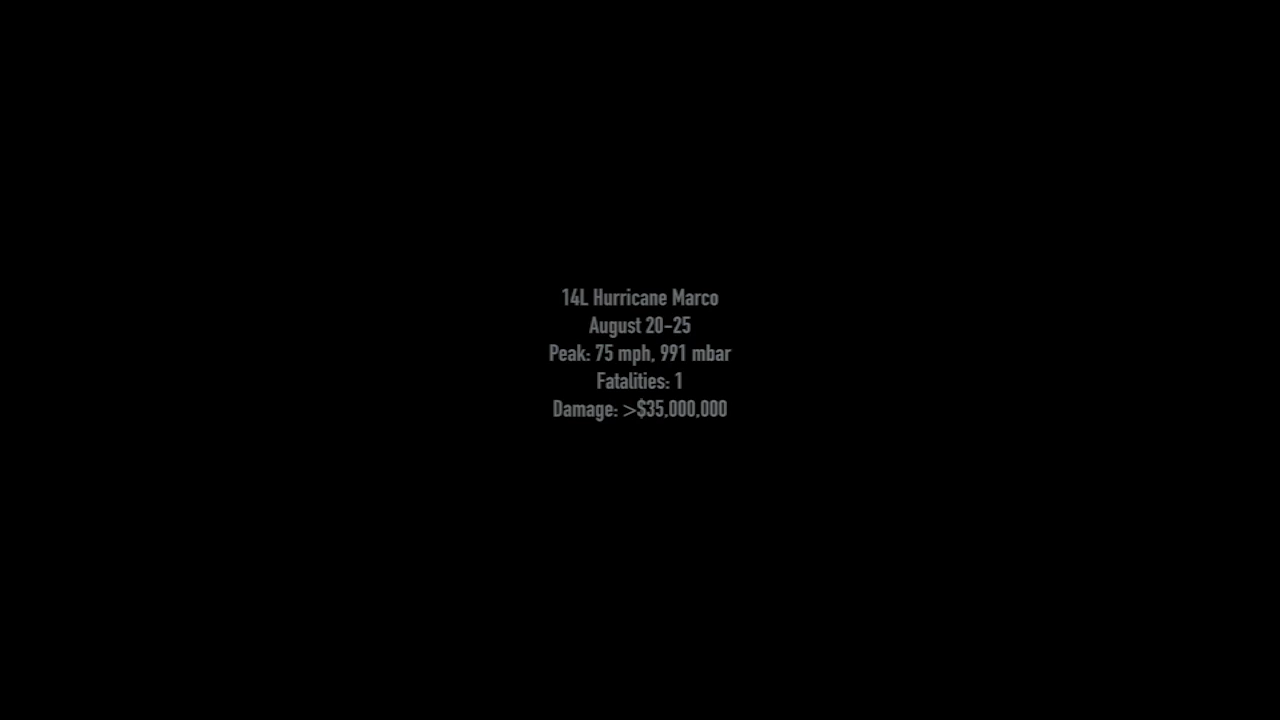 14L Hurricane Marco
August 20-25
Peak: 75 mph, 991 mbar
Fatalities: 1
Damage: >$35,000,000